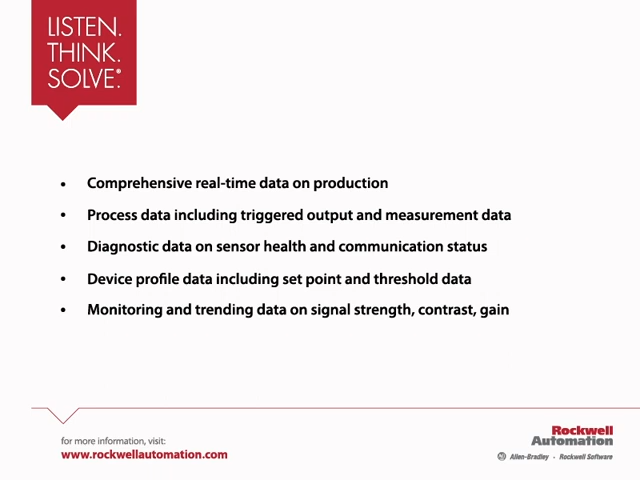 LISTEN.
THINK.
SOLVE.®
• Comprehensive real-time data on production
• Process data including triggered output and measurement data
• Diagnostic data on sensor health and communication status
• Device profile data including set point and threshold data
• Monitoring and trending data on signal strength, contrast, gain
for more information, visit:
www.rockwellautomation.com
Rockwell
Automation
Allen-Bradley • Rockwell Software